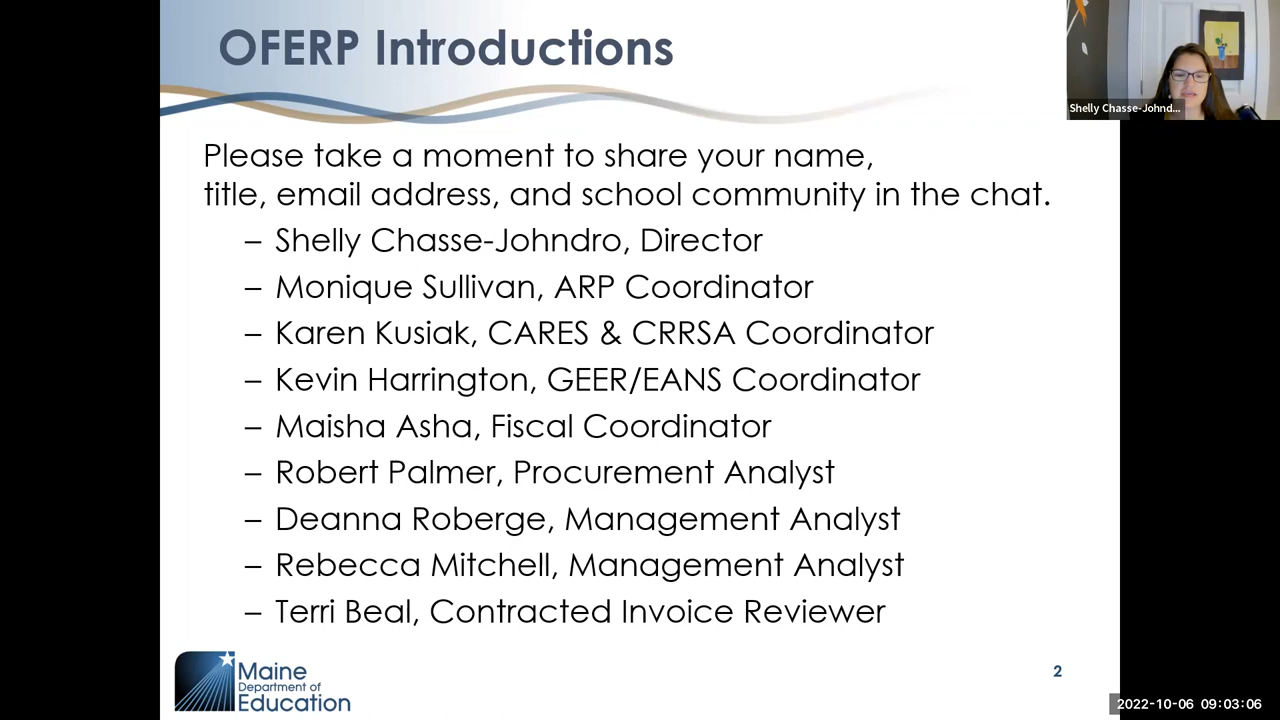 OFERP Introductions
Shelly Chasse-Johnd...
Please take a moment to share your name,
title, email address, and school community in the chat.
– Shelly Chasse-Johndro, Director
– Monique Sullivan, ARP Coordinator
– Karen Kusiak, CARES & CRRSA Coordinator
– Kevin Harrington, GEER/EANS Coordinator
– Maisha Asha, Fiscal Coordinator
– Robert Palmer, Procurement Analyst
– Deanna Roberge, Management Analyst
– Rebecca Mitchell, Management Analyst
– Terri Beal, Contracted Invoice Reviewer
Maine
Department of
Education
2
2022-10-06 09:03:06